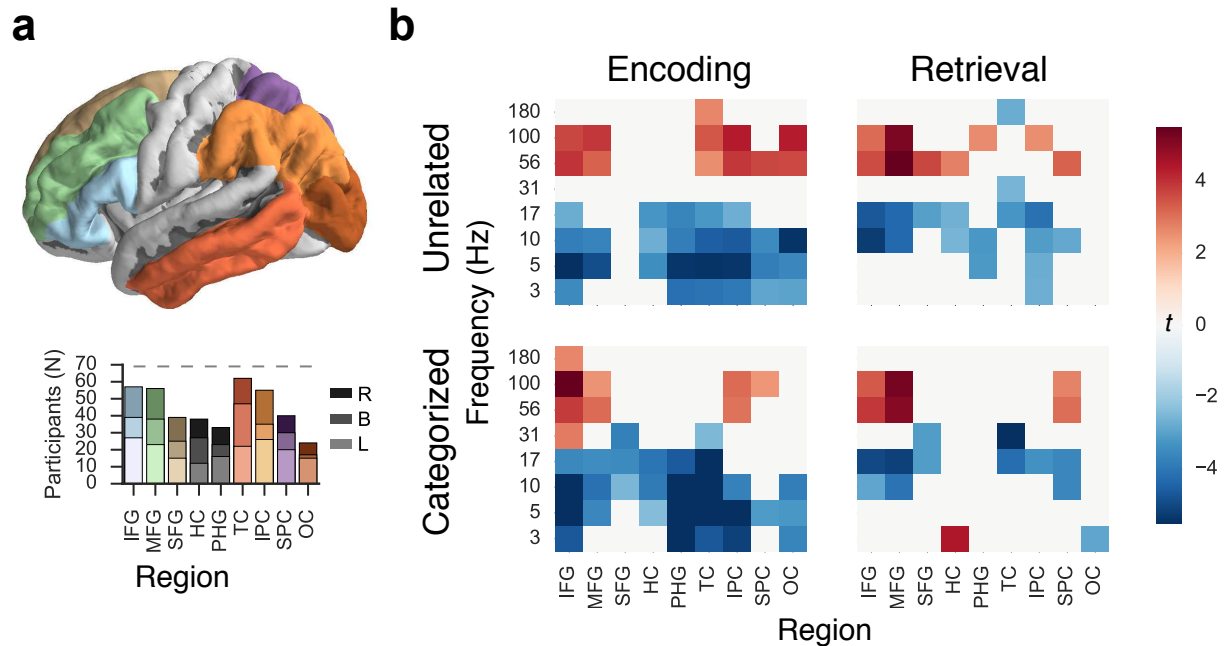 a
Participants (N)
70
60
50
40
30
20
10
0
R
B
L
IFG
MFG
SFG
HC
PHG
TC
IPC
SPC
OC
Region
b
Encoding
Retrieval
Unrelated
Categorized
Frequency (Hz)
180
100
56
31
17
10
5
3
180
100
56
31
17
10
5
3
IFG
MFG
SFG
HC
PHG
TC
IPC
SPC
OC
IFG
MFG
SFG
HC
PHG
TC
IPC
SPC
OC
Region
t
4
2
0
−2
−4